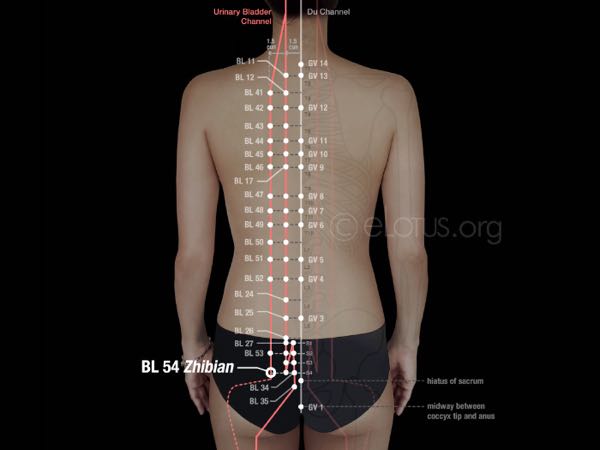 Urinary Bladder
Channel
Du Channel
1.5
cun
1.5
cun
BL 11
GV 14
GV 13
BL 12
BL 41
BL 42
GV 12
BL 43
BL 44
GV 11
BL 45
GV 10
BL 46
GV 9
BL 17
BL 47
GV 8
BL 48
GV 7
BL 49
GV 6
© eLOTUS.org
BL 50
BL 51
GV 5
BL 52
GV 4
BL 24
BL 25
GV 3
BL 26
BL 27
S1
BL 53
S2
S3
BL 54 Zhibian
S4
BL 34
hiatus of sacrum
BL 35
GV 1
midway between
coccyx tip and anus